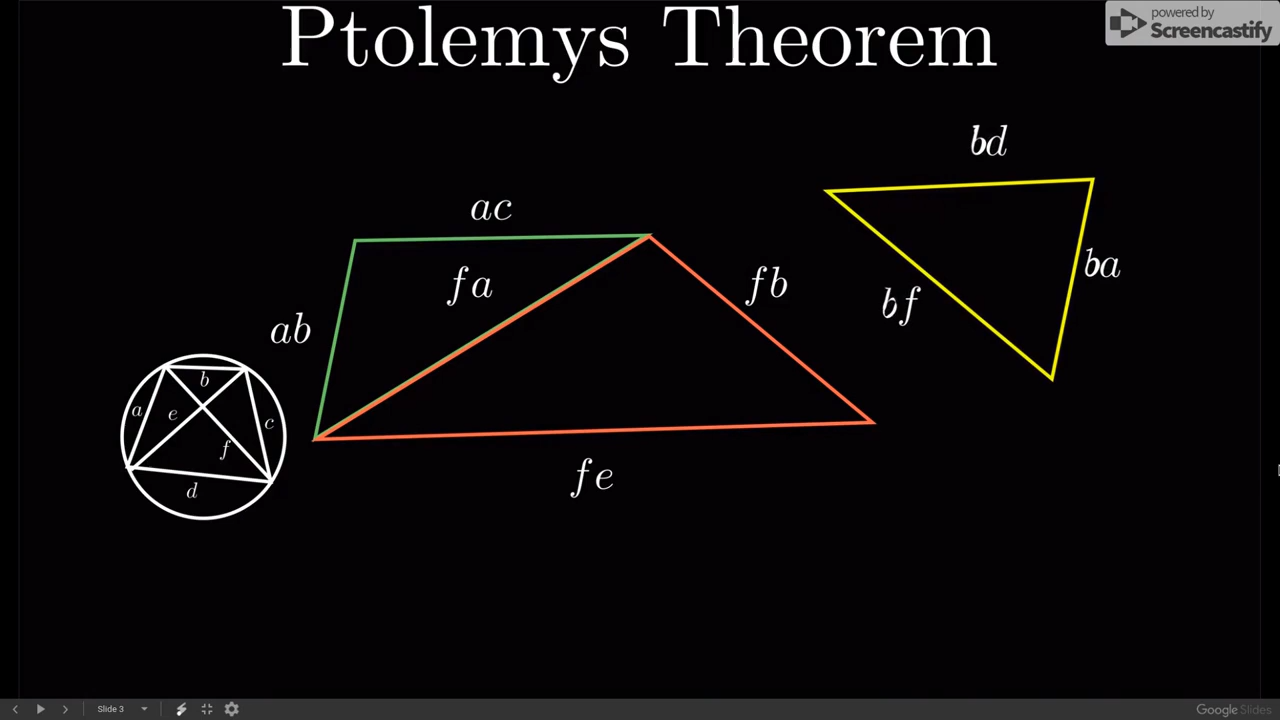 Ptolemys Theorem
powered by
Screencastify
bd
ac
fa
fb
ba
bf
ab
b
a
e
c
f
d
fe
Slide 3
Google Slides